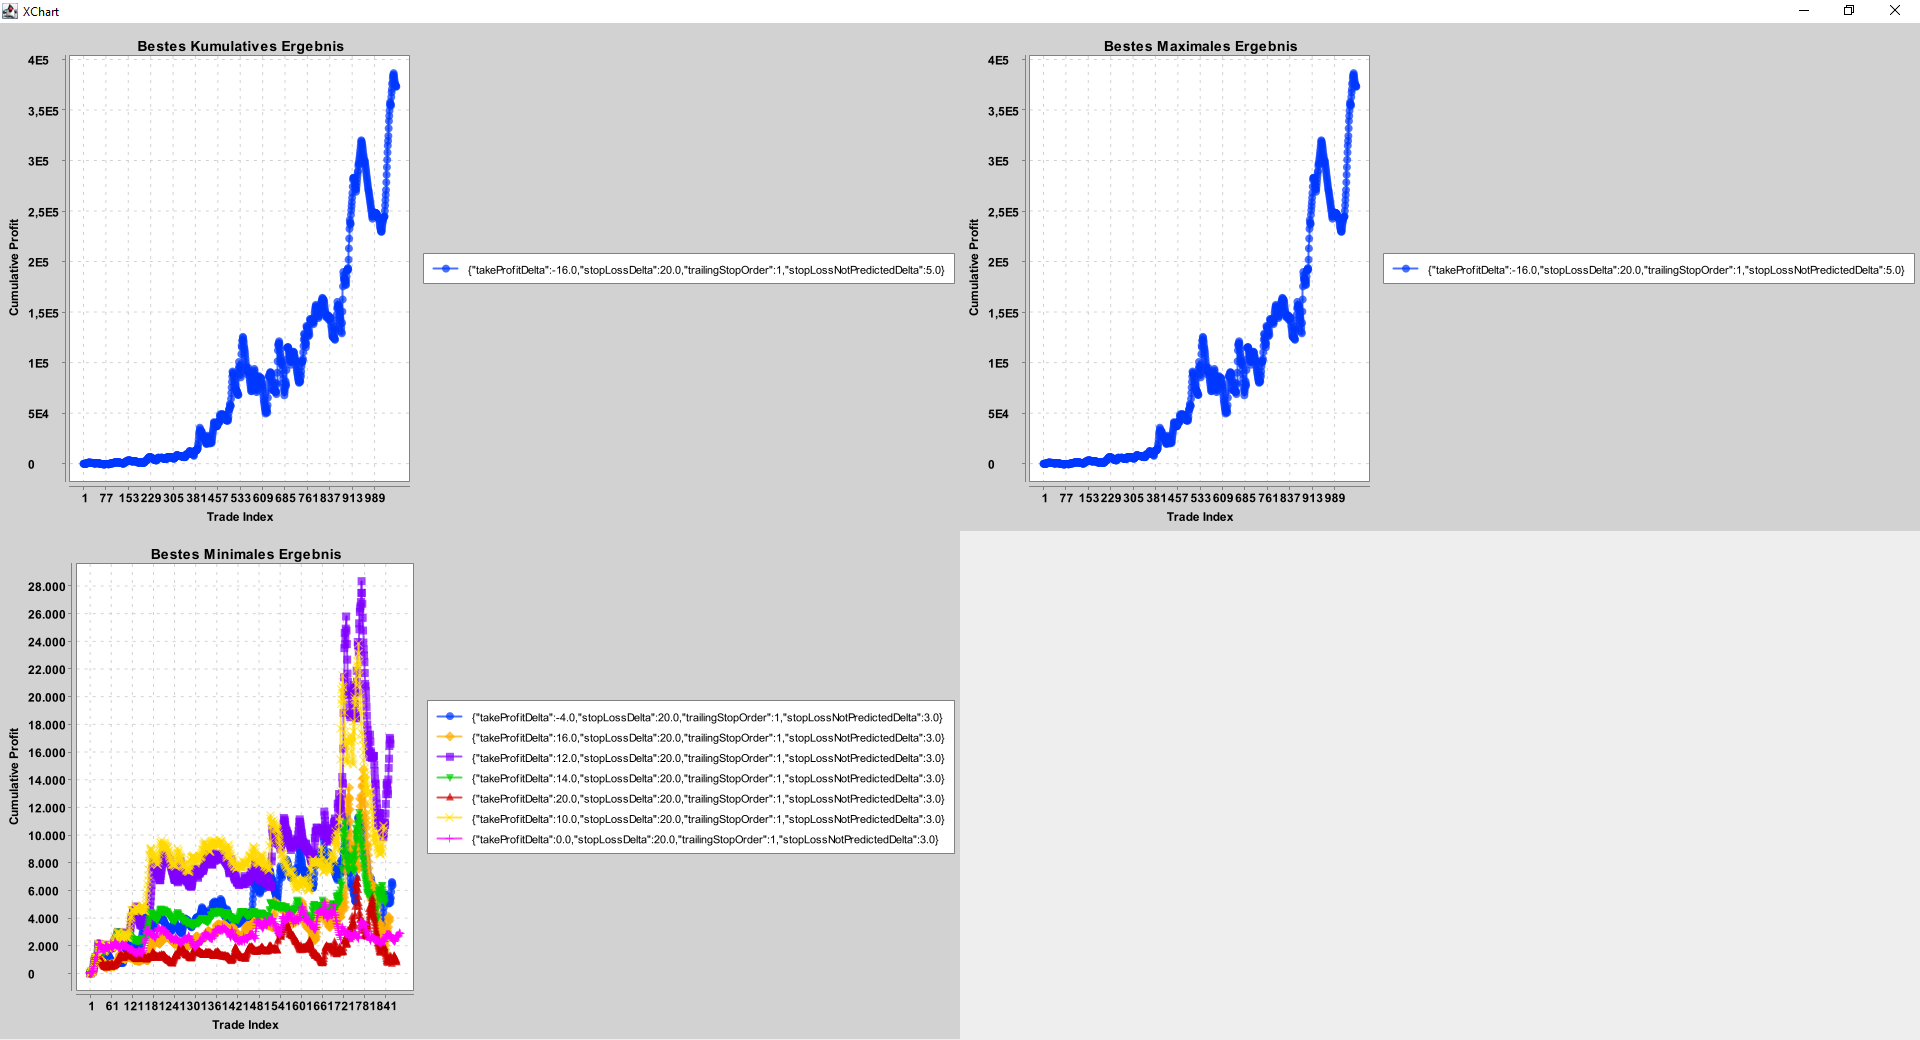 XChart
Bestes Kumulatives Ergebnis
4E5
3,5E5
3E5
2,5E5
2E5
1,5E5
1E5
5E4
0
Cumulative Profit
1 77 153 229 305 381 457 533 609 685 761 837 913 989
Trade Index
{"takeProfitDelta":-16.0,"stopLossDelta":20.0,"trailingStopOrder":1,"stopLossNotPredictedDelta":5.0}
Bestes Maximales Ergebnis
4E5
3,5E5
3E5
2,5E5
2E5
1,5E5
1E5
5E4
0
Cumulative Profit
1 77 153 229 305 381 457 533 609 685 761 837 913 989
Trade Index
{"takeProfitDelta":-16.0,"stopLossDelta":20.0,"trailingStopOrder":1,"stopLossNotPredictedDelta":5.0}
Bestes Minimales Ergebnis
28.000
26.000
24.000
22.000
20.000
18.000
16.000
14.000
12.000
10.000
8.000
6.000
4.000
2.000
0
Cumulative Profit
1 61 121 181 241 301 361 421 481 541 601 661 721 781 841
Trade Index
{"takeProfitDelta":-4.0,"stopLossDelta":20.0,"trailingStopOrder":1,"stopLossNotPredictedDelta":3.0}
{"takeProfitDelta":16.0,"stopLossDelta":20.0,"trailingStopOrder":1,"stopLossNotPredictedDelta":3.0}
{"takeProfitDelta":12.0,"stopLossDelta":20.0,"trailingStopOrder":1,"stopLossNotPredictedDelta":3.0}
{"takeProfitDelta":14.0,"stopLossDelta":20.0,"trailingStopOrder":1,"stopLossNotPredictedDelta":3.0}
{"takeProfitDelta":20.0,"stopLossDelta":20.0,"trailingStopOrder":1,"stopLossNotPredictedDelta":3.0}
{"takeProfitDelta":10.0,"stopLossDelta":20.0,"trailingStopOrder":1,"stopLossNotPredictedDelta":3.0}
{"takeProfitDelta":0.0,"stopLossDelta":20.0,"trailingStopOrder":1,"stopLossNotPredictedDelta":3.0}